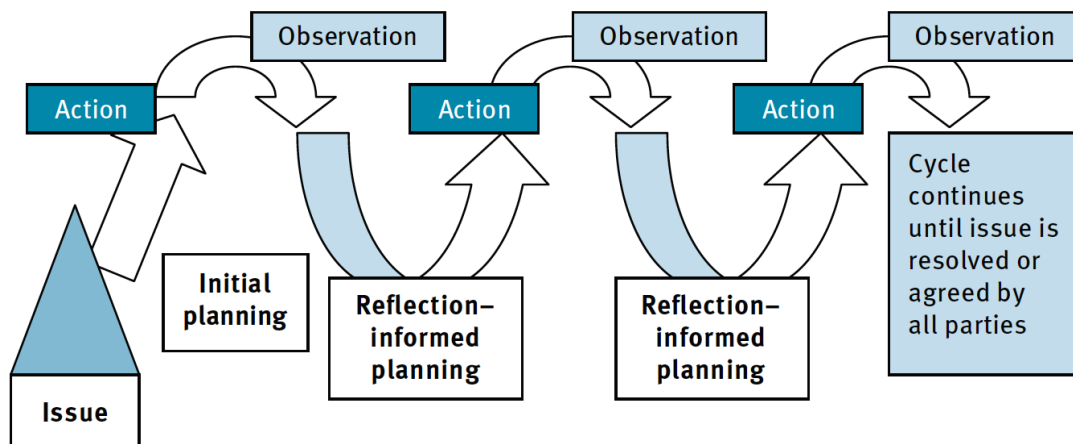 Observation
Observation
Observation
Action
Action
Action
Cycle
continues
until issue is
resolved or
agreed by
all parties
Initial
planning
Reflection–
informed
planning
Reflection–
informed
planning
Issue